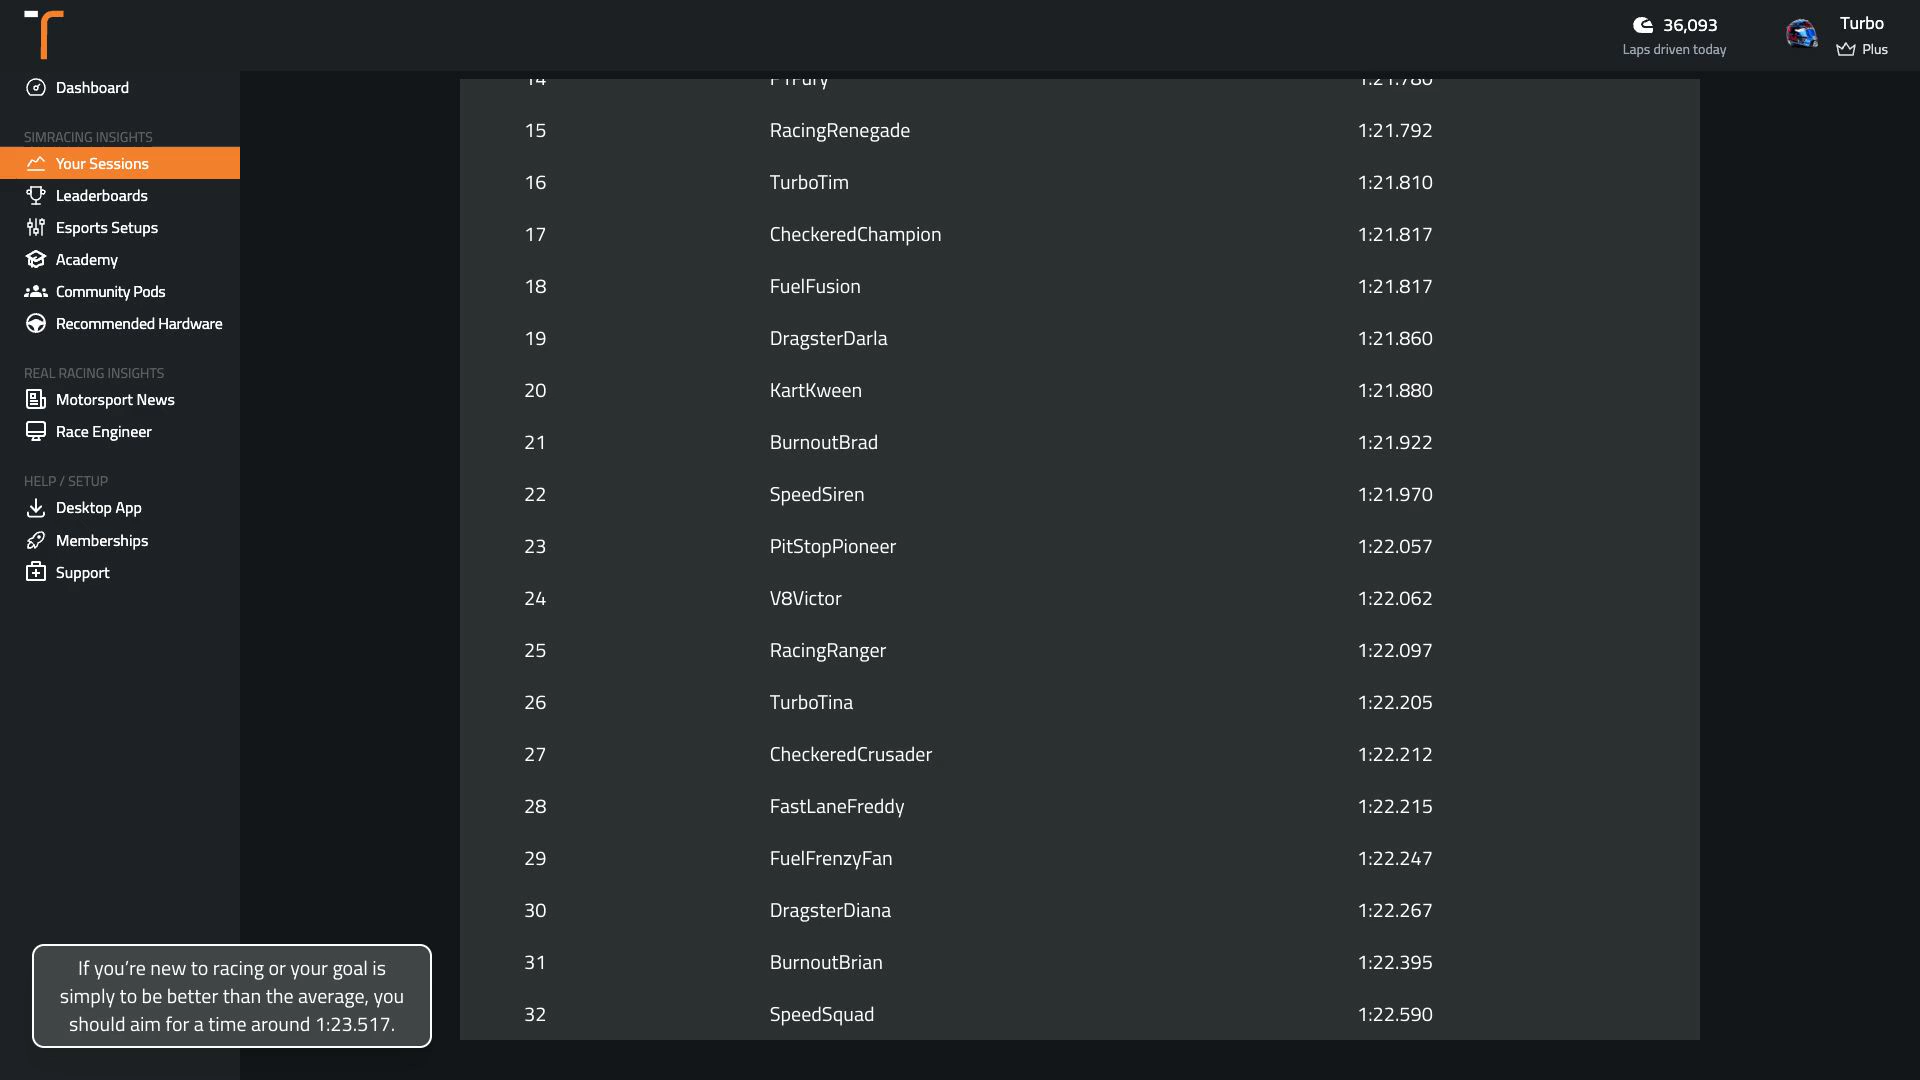 36,093
Laps driven today
Turbo
Plus
Dashboard
SIMRACING INSIGHTS
Your Sessions
Leaderboards
Esports Setups
Academy
Community Pods
Recommended Hardware
REAL RACING INSIGHTS
Motorsport News
Race Engineer
HELP / SETUP
Desktop App
Memberships
Support
14 F1Fury 1:21.780
15 RacingRenegade 1:21.792
16 TurboTim 1:21.810
17 CheckeredChampion 1:21.817
18 FuelFusion 1:21.817
19 DragsterDarla 1:21.860
20 KartKween 1:21.880
21 BurnoutBrad 1:21.922
22 SpeedSiren 1:21.970
23 PitStopPioneer 1:22.057
24 V8Victor 1:22.062
25 RacingRanger 1:22.097
26 TurboTina 1:22.205
27 CheckeredCrusader 1:22.212
28 FastLaneFreddy 1:22.215
29 FuelFrenzyFan 1:22.247
30 DragsterDiana 1:22.267
31 BurnoutBrian 1:22.395
32 SpeedSquad 1:22.590
If you're new to racing or your goal is
simply to be better than the average, you
should aim for a time around 1:23.517.